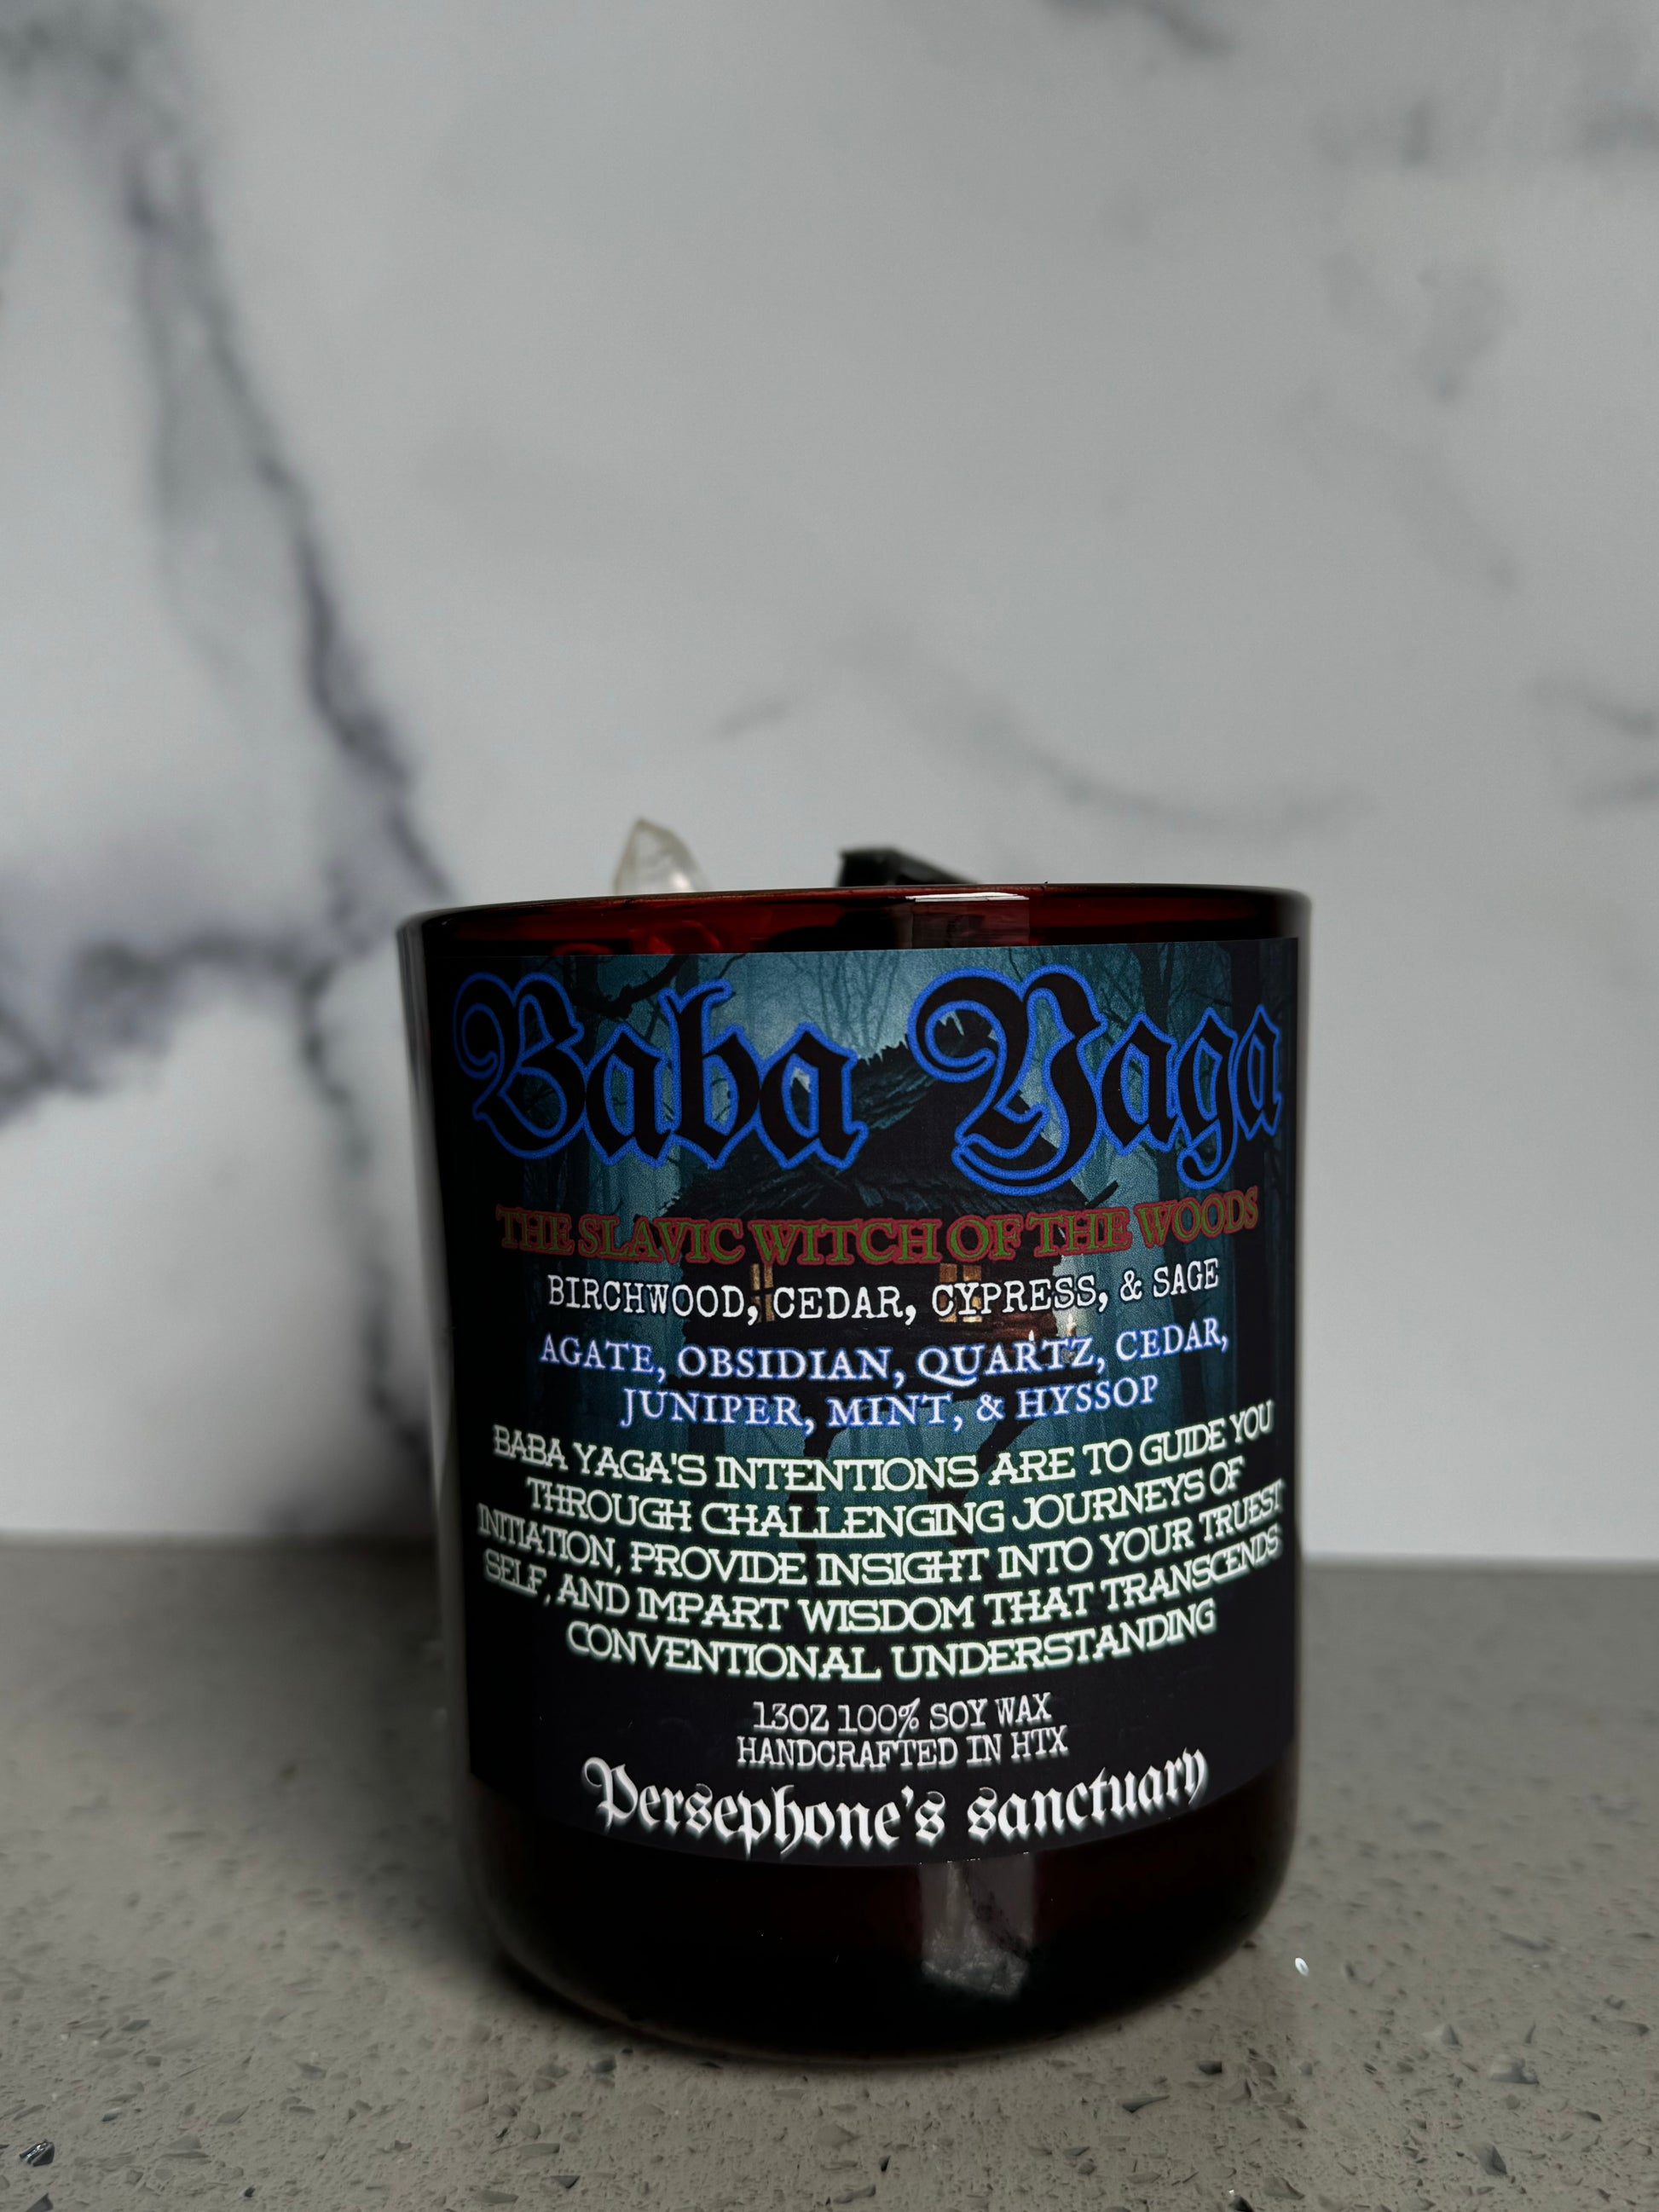 Baba Yaga
THE SLAVIC WITCH OF THE WOODS
BIRCHWOOD, CEDAR, CYPRESS, & SAGE
AGATE, OBSIDIAN, QUARTZ, CEDAR,
JUNIPER, MINT, & HYSSOP
BABA YAGA'S INTENTIONS ARE TO GUIDE YOU
THROUGH CHALLENGING JOURNEYS OF
INITIATION, PROVIDE INSIGHT INTO YOUR TRUEST
SELF, AND IMPART WISDOM THAT TRANSCENDS
CONVENTIONAL UNDERSTANDING
13OZ 100% SOY WAX
HANDCRAFTED IN HTX
Persephone's sanctuary